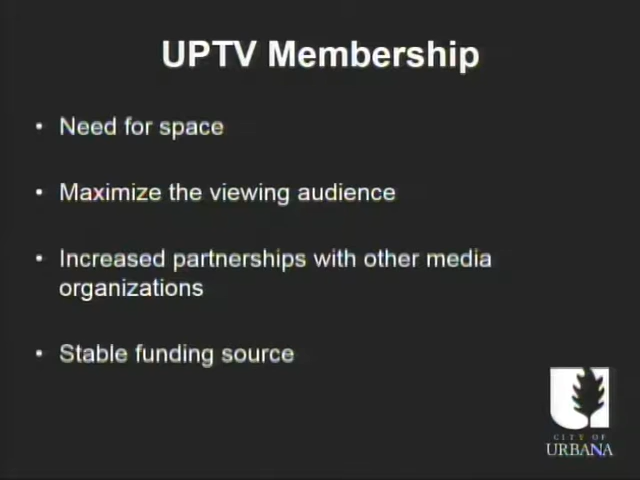 UPTV Membership
• Need for space
• Maximize the viewing audience
• Increased partnerships with other media
organizations
• Stable funding source
CITY OF
URBANA